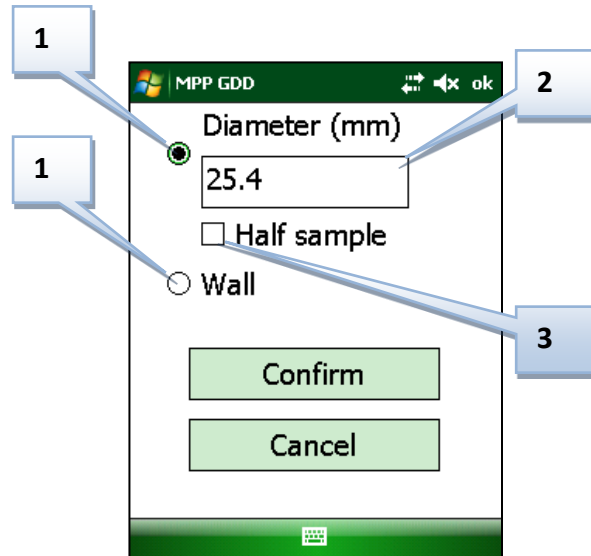 1
MPP GDD ok
2
Diameter (mm)
25.4
1
Half sample
Wall
3
Confirm
Cancel